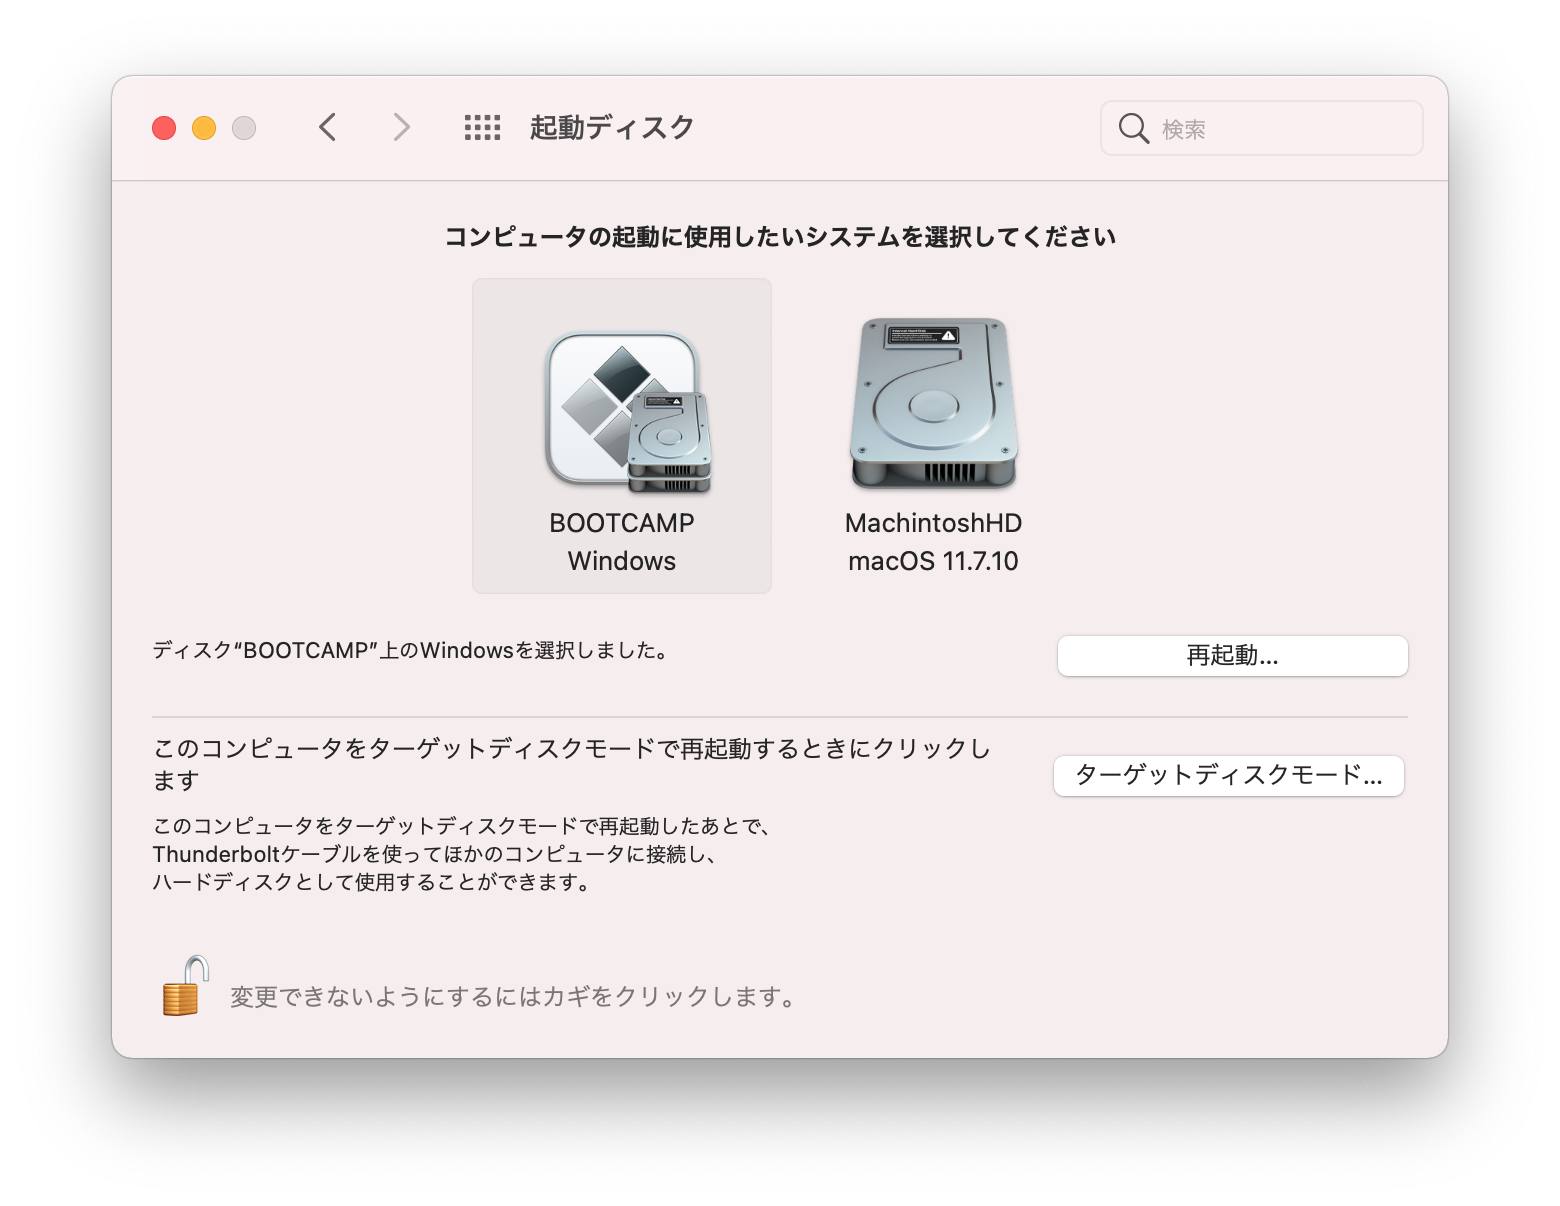 起動ディスク
検索
コンピュータの起動に使用したいシステムを選択してください
BOOTCAMP
Windows
MachintoshHD
macOS 11.7.10
ディスク“BOOTCAMP”上のWindowsを選択しました。
再起動...
このコンピュータをターゲットディスクモードで再起動するときにクリックし
ます
ターゲットディスクモード...
このコンピュータをターゲットディスクモードで再起動したあとで、
Thunderboltケーブルを使ってほかのコンピュータに接続し、
ハードディスクとして使用することができます。
変更できないようにするにはカギをクリックします。